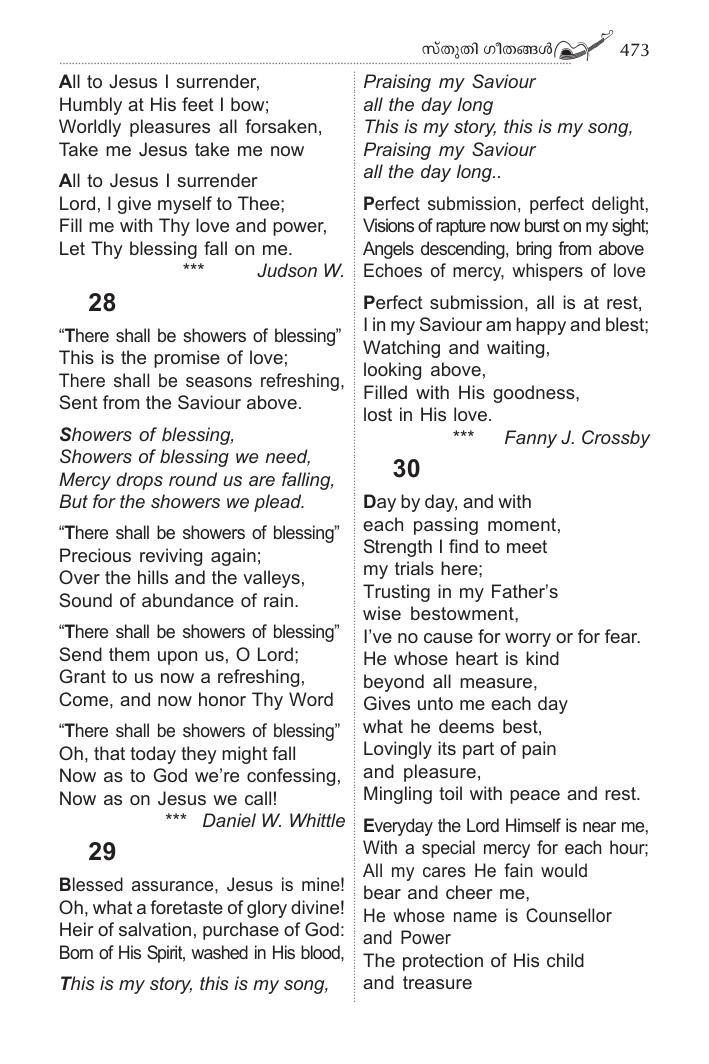 സ്തുതി ഗീതങ്ങൾ 473
All to Jesus I surrender,
Humbly at His feet I bow;
Worldly pleasures all forsaken,
Take me Jesus take me now
All to Jesus I surrender
Lord, I give myself to Thee;
Fill me with Thy love and power,
Let Thy blessing fall on me.
*** Judson W.
28
“There shall be showers of blessing”
This is the promise of love;
There shall be seasons refreshing,
Sent from the Saviour above.
Showers of blessing,
Showers of blessing we need,
Mercy drops round us are falling,
But for the showers we plead.
“There shall be showers of blessing”
Precious reviving again;
Over the hills and the valleys,
Sound of abundance of rain.
“There shall be showers of blessing”
Send them upon us, O Lord;
Grant to us now a refreshing,
Come, and now honor Thy Word
“There shall be showers of blessing”
Oh, that today they might fall
Now as to God we’re confessing,
Now as on Jesus we call!
*** Daniel W. Whittle
29
Blessed assurance, Jesus is mine!
Oh, what a foretaste of glory divine!
Heir of salvation, purchase of God:
Born of His Spirit, washed in His blood,
This is my story, this is my song,
Praising my Saviour
all the day long
This is my story, this is my song,
Praising my Saviour
all the day long..
Perfect submission, perfect delight,
Visions of rapture now burst on my sight;
Angels descending, bring from above
Echoes of mercy, whispers of love
Perfect submission, all is at rest,
I in my Saviour am happy and blest;
Watching and waiting,
looking above,
Filled with His goodness,
lost in His love.
*** Fanny J. Crossby
30
Day by day, and with
each passing moment,
Strength I find to meet
my trials here;
Trusting in my Father’s
wise bestowment,
I’ve no cause for worry or for fear.
He whose heart is kind
beyond all measure,
Gives unto me each day
what he deems best,
Lovingly its part of pain
and pleasure,
Mingling toil with peace and rest.
Everyday the Lord Himself is near me,
With a special mercy for each hour;
All my cares He fain would
bear and cheer me,
He whose name is Counsellor
and Power
The protection of His child
and treasure